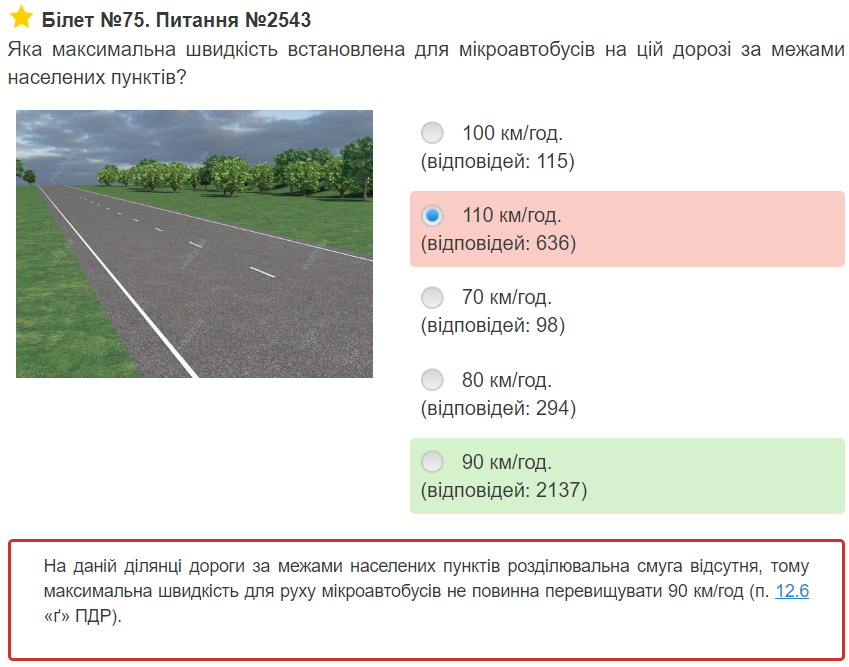 Білет №75. Питання №2543
Яка максимальна швидкість встановлена для мікроавтобусів на цій дорозі за межами
населених пунктів?
100 км/год.
(відповідей: 115)
110 км/год.
(відповідей: 636)
70 км/год.
(відповідей: 98)
80 км/год.
(відповідей: 294)
90 км/год.
(відповідей: 2137)
На даній ділянці дороги за межами населених пунктів розділювальна смуга відсутня, тому
максимальна швидкість для руху мікроавтобусів не повинна перевищувати 90 км/год (п. 12.6
«ґ» ПДР).